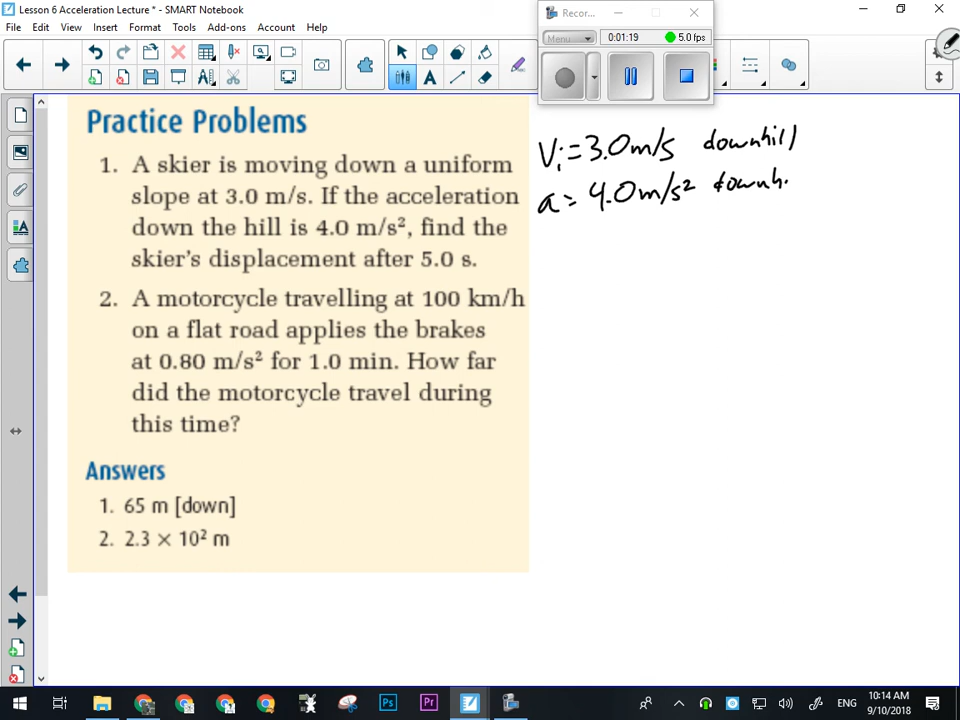 Lesson 6 Acceleration Lecture * - SMART Notebook
File Edit View Insert Format Tools Add-ons Account Help
Recor...
Menu 0:01:19 5.0 fps
Practice Problems
1. A skier is moving down a uniform
slope at 3.0 m/s. If the acceleration
down the hill is 4.0 m/s², find the
skier's displacement after 5.0 s.
2. A motorcycle travelling at 100 km/h
on a flat road applies the brakes
at 0.80 m/s² for 1.0 min. How far
did the motorcycle travel during
this time?
Answers
1. 65 m [down]
2. 2.3 × 10² m
Vi = 3.0 m/s downhill
a = 4.0 m/s² downh.
Ps Pr
ENG
10:14 AM
9/10/2018